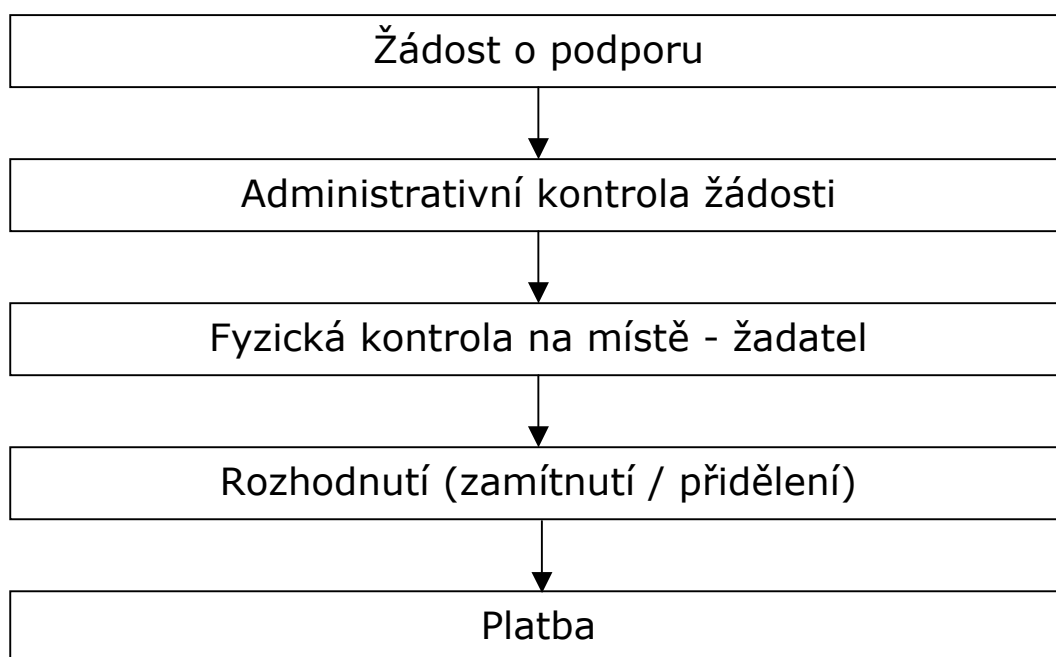 Žádost o podporu
Administrativní kontrola žádosti
Fyzická kontrola na místě - žadatel
Rozhodnutí (zamítnutí / přidělení)
Platba